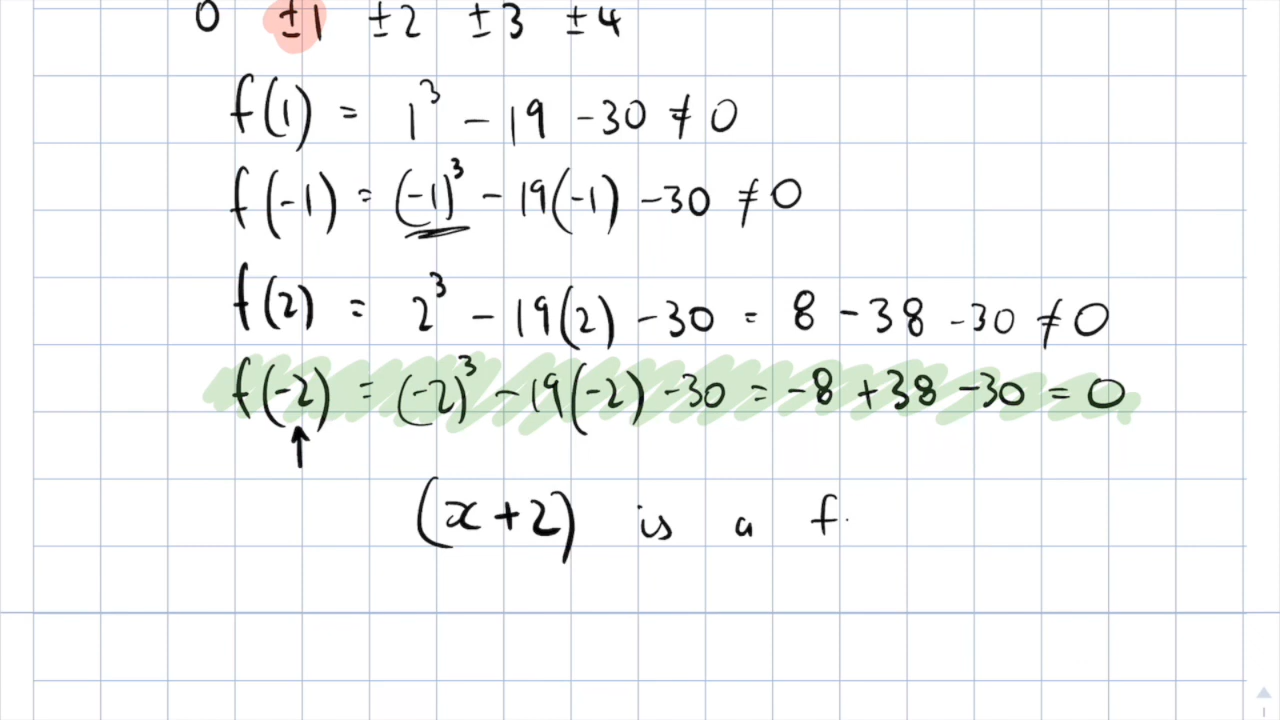 0 ±1 ±2 ±3 ±4
f(1) = 1³ - 19 - 30 ≠ 0
f(-1) = (-1)³ - 19(-1) - 30 ≠ 0
f(2) = 2³ - 19(2) - 30 = 8 - 38 - 30 ≠ 0
f(-2) = (-2)³ - 19(-2) - 30 = -8 + 38 - 30 = 0
↑
(x+2) is a f